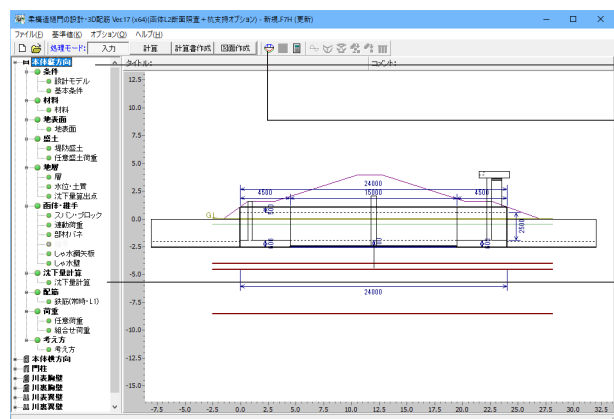 柔構造樋門の設計・3D配筋 Ver.17 (x64)(函体L2断面照査＋杭支持オプション) - 新規.F7H (更新)
ファイル(F) 基準値(K) オプション(O) ヘルプ(H)
処理モード: 入力 計算 計算書作成 図面作成
本体縦方向
条件
設計モデル
基本条件
材料
材料
地表面
地表面
盛土
堤防盛土
任意盛土荷重
地層
層
水位・土質
沈下量算出点
函体・継手
スパン・ブロック
連動荷重
部材バネ
しゃ水鋼矢板
しゃ水壁
沈下量計算
沈下量計算
配筋
鉄筋(常時・L1)
荷重
任意荷重
組合せ荷重
考え方
考え方
本体横方向
門柱
川表胸壁
川裏胸壁
川表翼壁
川裏翼壁
タイトル: コメント:
12.5
10.0
7.5
5.0
2.5
0.0
-2.5
-5.0
-7.5
-10.0
-12.5
-15.0
24000
4500 15000 4500
G.L
2500
24000
-7.5 -5.0 -2.5 0.0 2.5 5.0 7.5 10.0 12.5 15.0 17.5 20.0 22.5 25.0 27.5 30.0 32.5